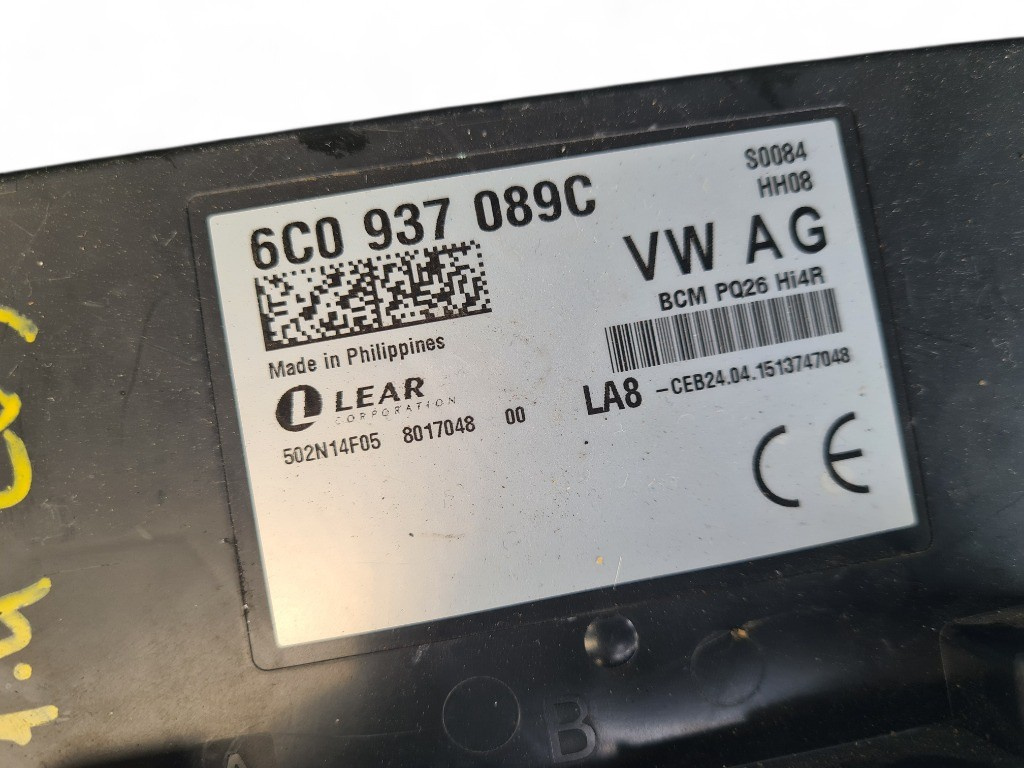 6C0 937 089C
S0084
HH08
VW AG
BCM PQ26 Hi4R
Made in Philippines
LEAR
CORPORATION
LA8 -CEB24.04.1513747048
502N14F05 8017048 00
CE
B